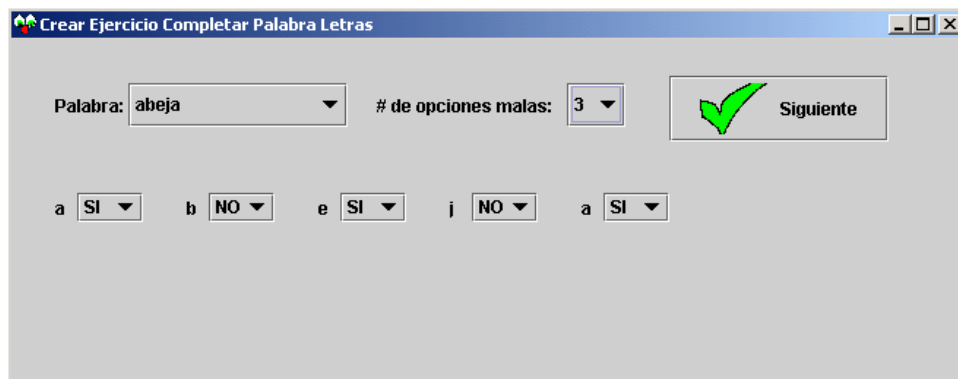 Crear Ejercicio Completar Palabra Letras
Palabra: abeja # de opciones malas: 3 Siguiente
a SI b NO e SI j NO a SI